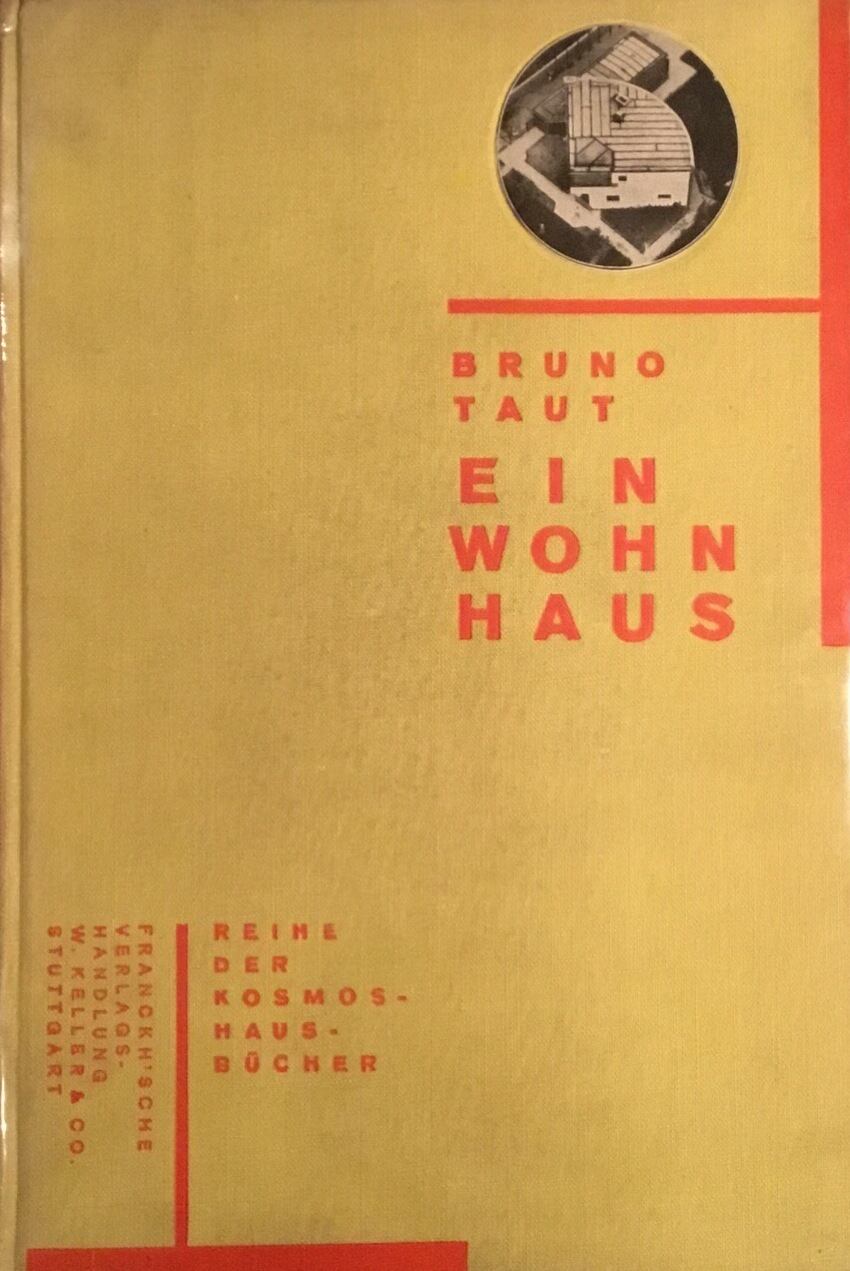 BRUNO
TAUT
EIN
WOHN
HAUS
REIHE
DER
KOSMOS-
HAUS-
BÜCHER
FRANCKH'SCHE
VERLAGS-
HANDLUNG
W. KELLER & CO.
STUTTGART